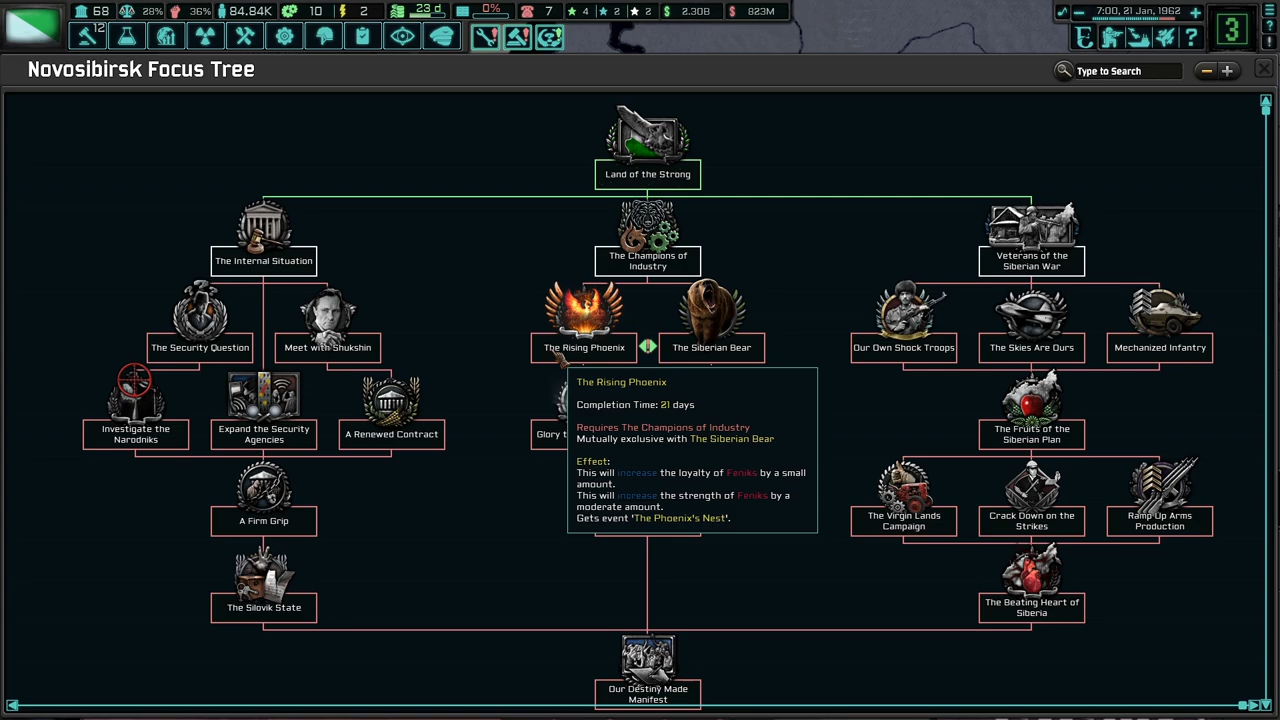 68 28% 36% 84.84K 10 2 23 d 0% 7 4 2 2 2.30B 823M 7:00, 21 Jan, 1962
12
3
Novosibirsk Focus Tree
Type to Search
Land of the Strong
The Internal Situation
The Champions of
Industry
Veterans of the
Siberian War
The Security Question
Meet with Shukshin
The Rising Phoenix
The Siberian Bear
Our Own Shock Troops
The Skies Are Ours
Mechanized Infantry
The Rising Phoenix
Completion Time: 21 days
Requires The Champions of Industry
Mutually exclusive with The Siberian Bear
Effect:
This will increase the loyalty of Feniks by a small
amount.
This will increase the strength of Feniks by a
moderate amount.
Gets event 'The Phoenix's Nest'.
Investigate the
Narodniks
Expand the Security
Agencies
A Renewed Contract
Glory t
The Fruits of the
Siberian Plan
A Firm Grip
The Virgin Lands
Campaign
Crack Down on the
Strikes
Ramp Up Arms
Production
The Silovik State
The Beating Heart of
Siberia
Our Destiny Made
Manifest